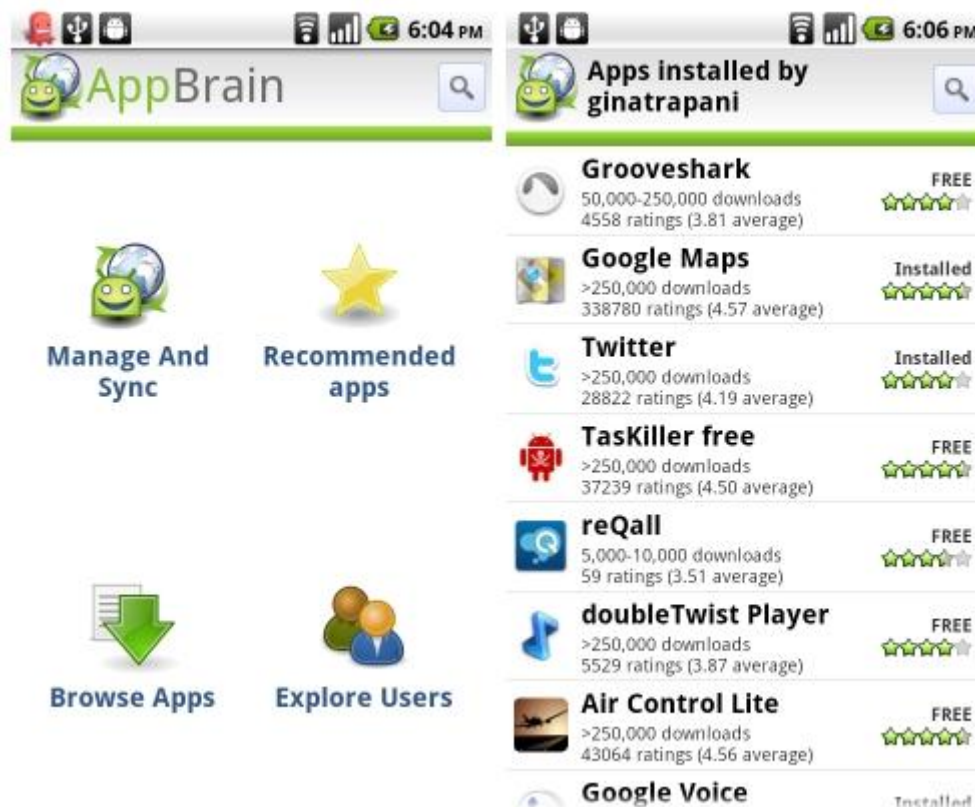 6:04 PM
AppBrain
Manage And
Sync
Recommended
apps
Browse Apps
Explore Users
6:06 PM
Apps installed by
ginatrapani
Grooveshark
FREE
50,000-250,000 downloads
4558 ratings (3.81 average)
Google Maps
Installed
>250,000 downloads
338780 ratings (4.57 average)
Twitter
Installed
>250,000 downloads
28822 ratings (4.19 average)
TasKiller free
FREE
>250,000 downloads
37239 ratings (4.50 average)
reQall
FREE
5,000-10,000 downloads
59 ratings (3.51 average)
doubleTwist Player
FREE
>250,000 downloads
5529 ratings (3.87 average)
Air Control Lite
FREE
>250,000 downloads
43064 ratings (4.56 average)
Google Voice
Installed